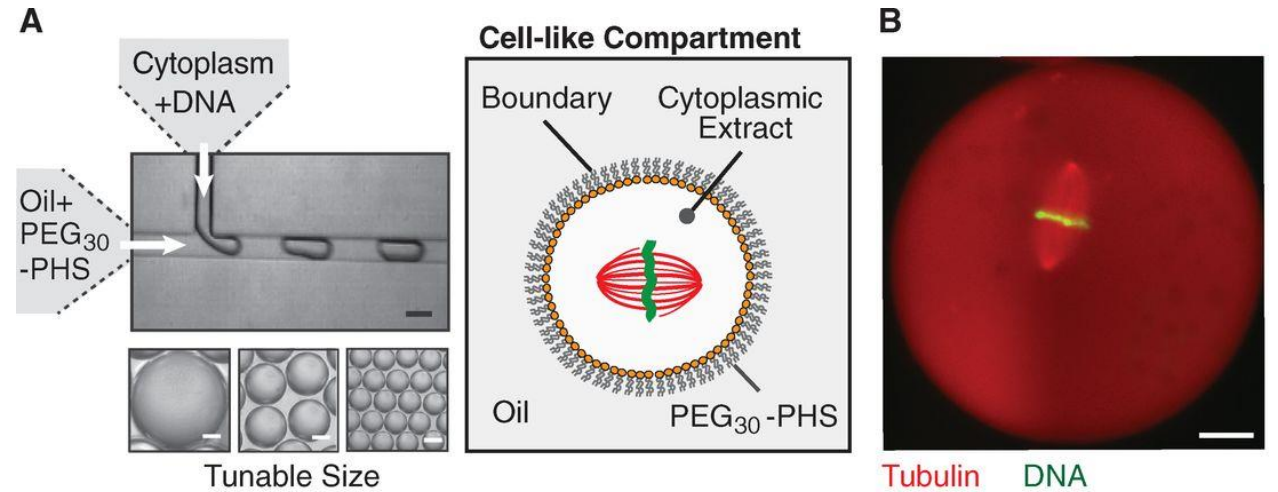 A
Cytoplasm
+DNA
Oil+
PEG30
-PHS
Tunable Size
Cell-like Compartment
Boundary
Cytoplasmic
Extract
Oil
PEG30-PHS
B
Tubulin DNA